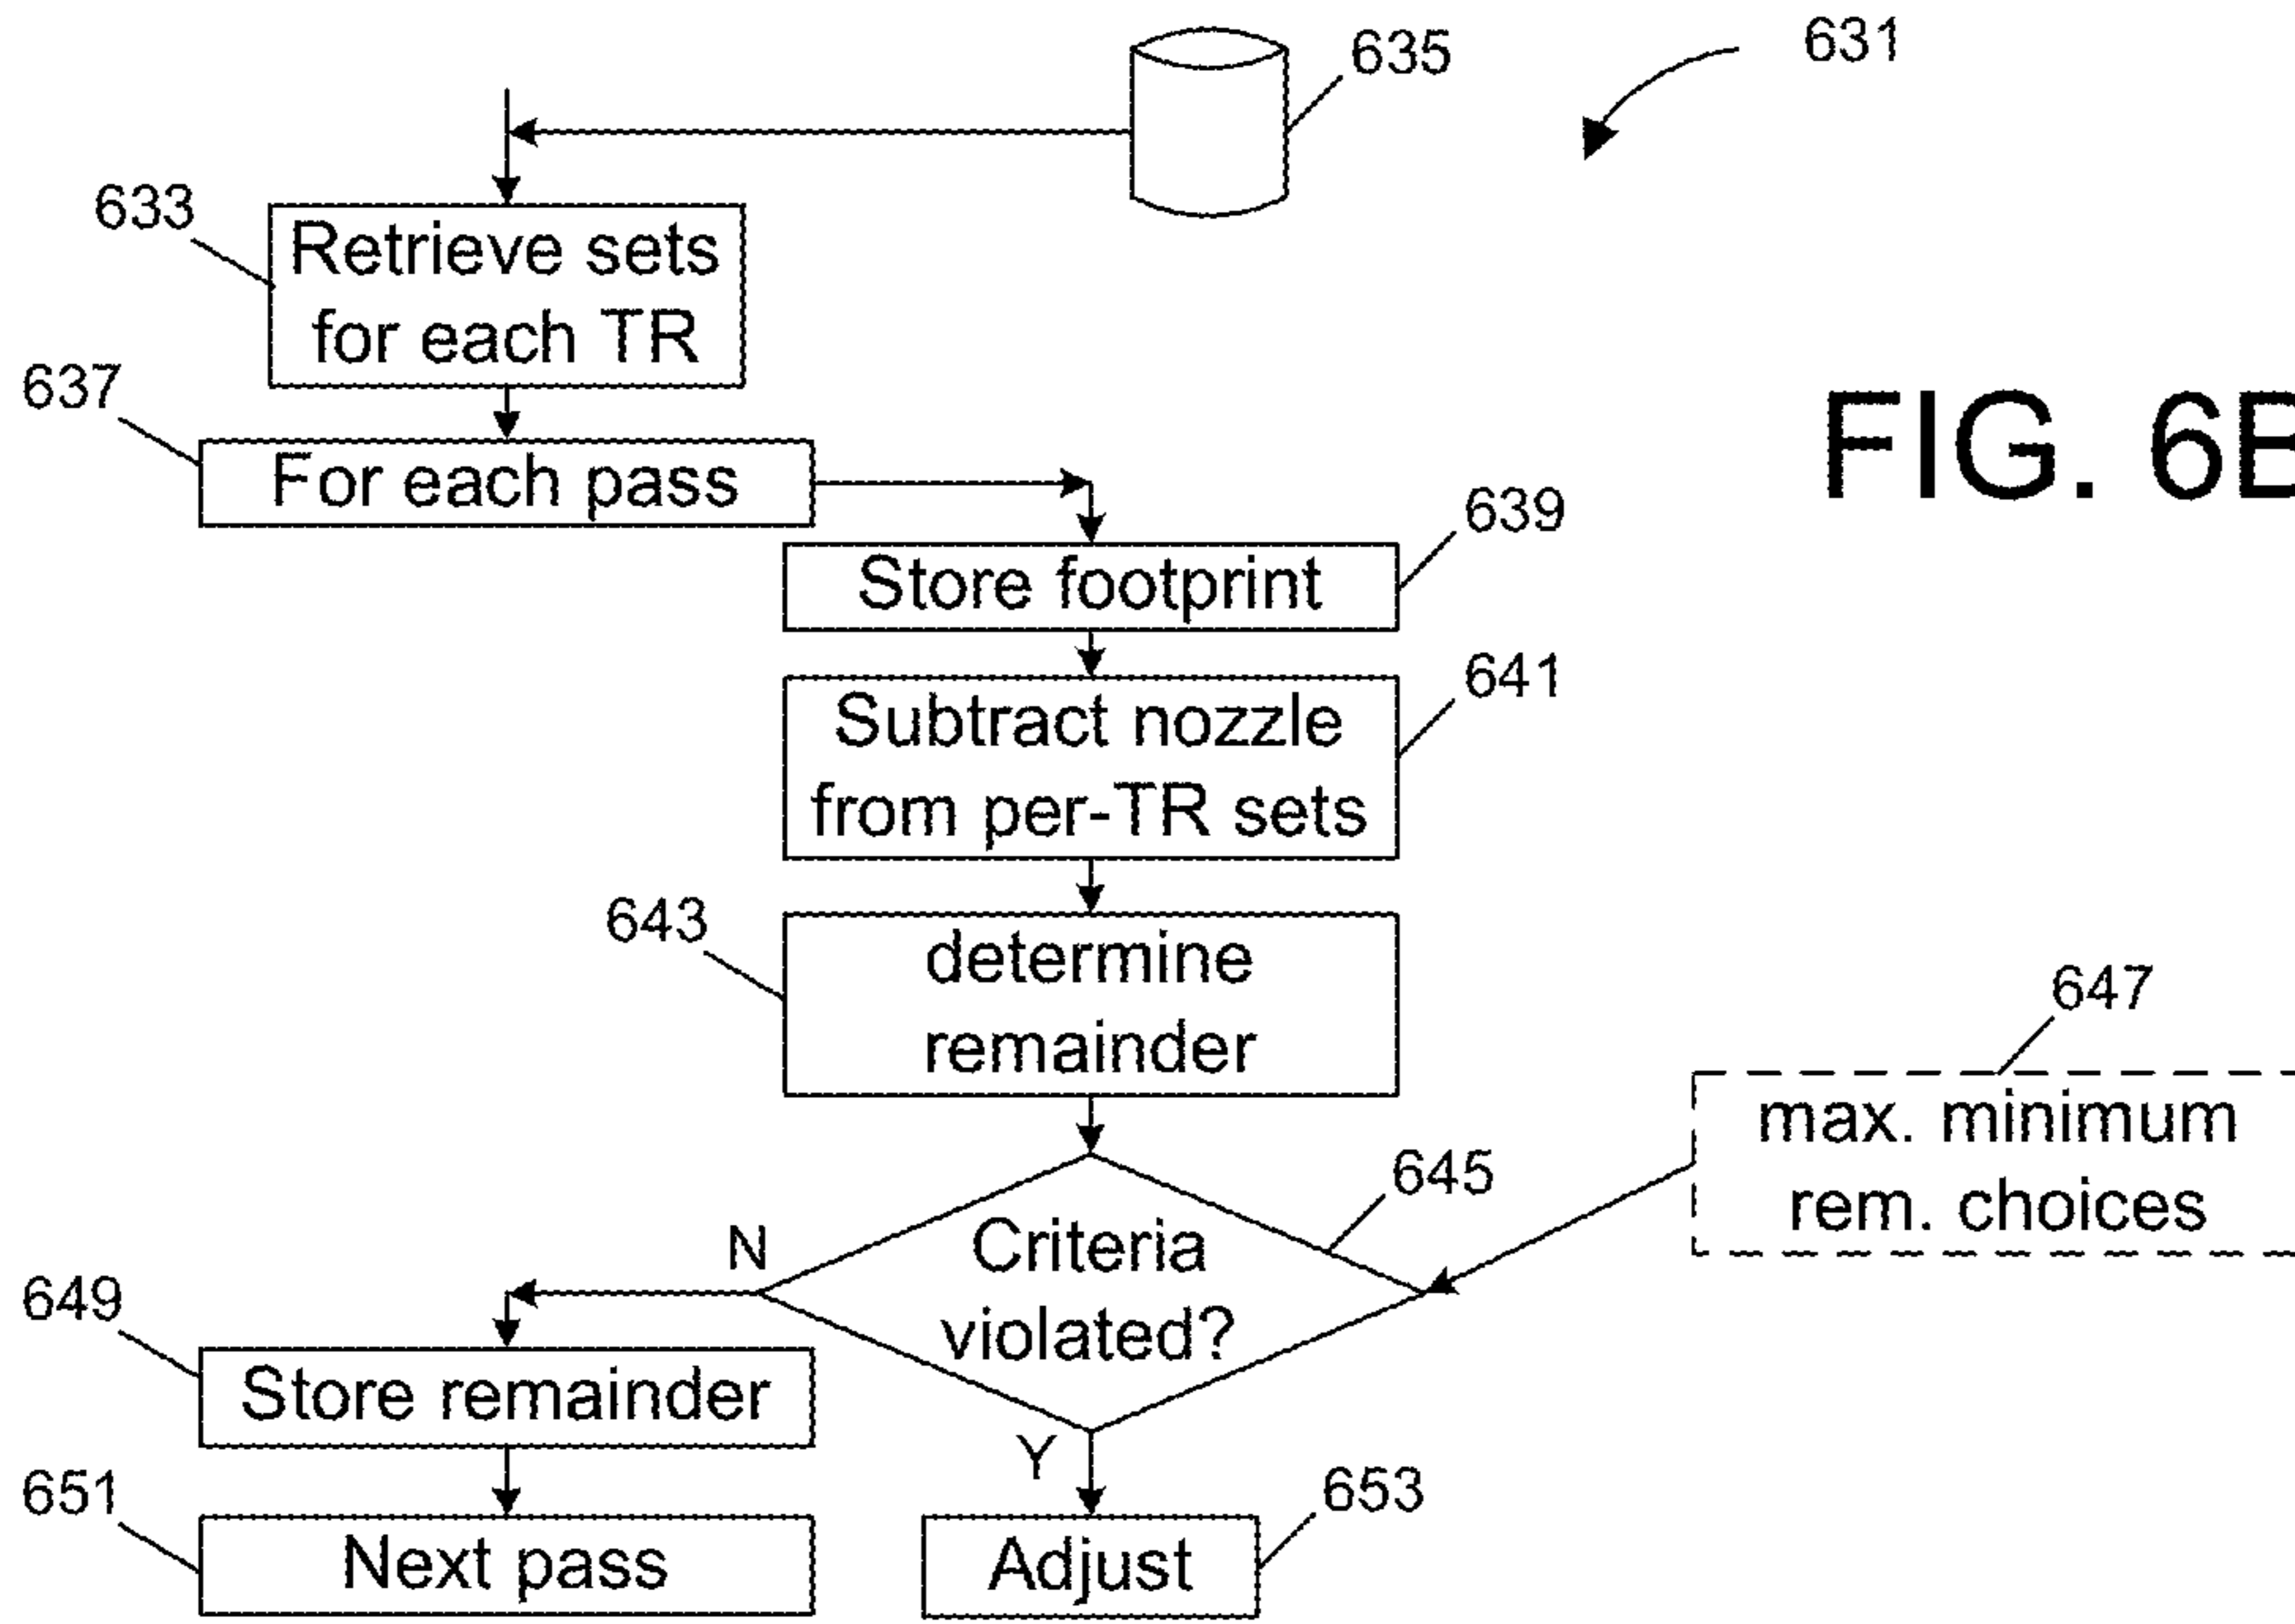 635
631
633
Retrieve sets
for each TR
637
For each pass
FIG. 6B
639
Store footprint
641
Subtract nozzle
from per-TR sets
643
determine
remainder
647
max. minimum
rem. choices
645
Criteria
violated?
N
649
Store remainder
Y
651
Next pass
653
Adjust